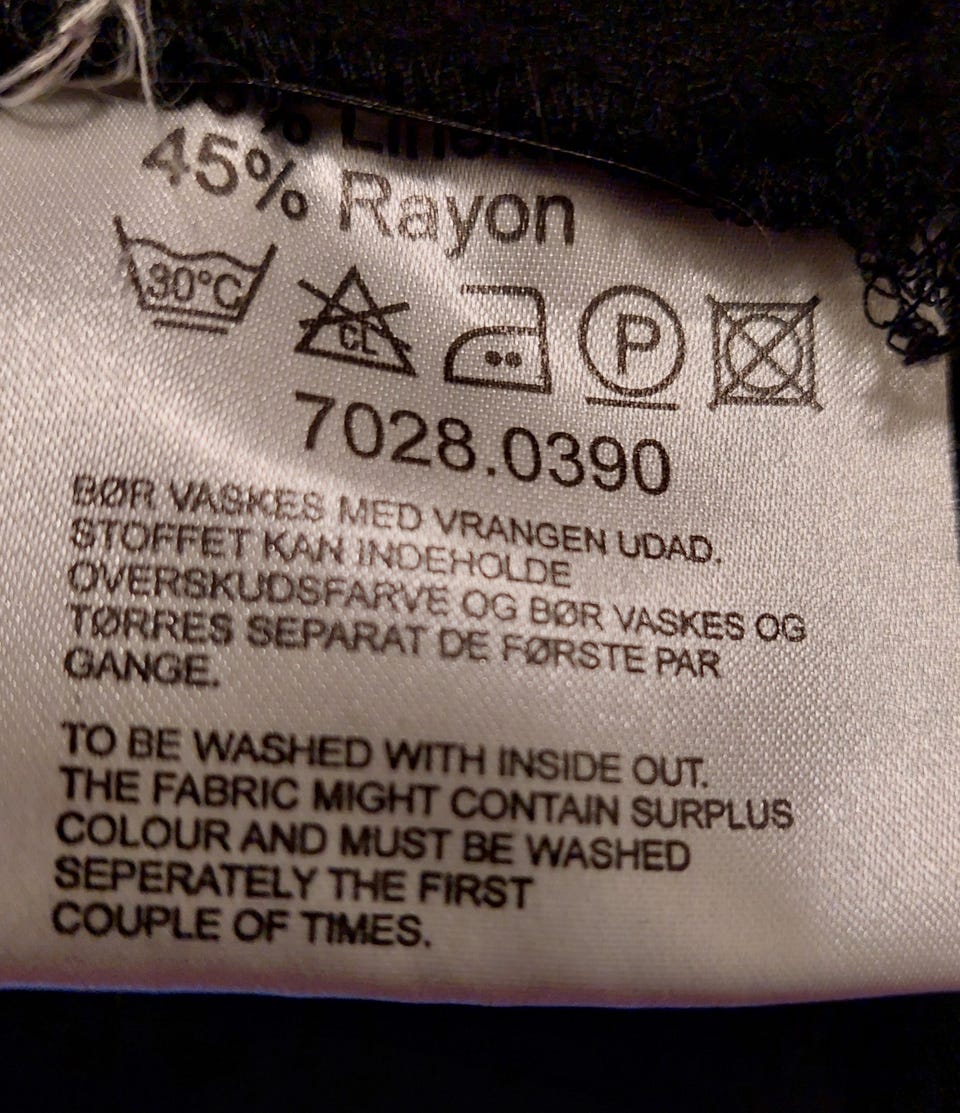 45% Rayon
30°C CL P
7028.0390
BØR VASKES MED VRANGEN UDAD.
STOFFET KAN INDEHOLDE
OVERSKUDSFARVE OG BØR VASKES OG
TØRRES SEPARAT DE FØRSTE PAR
GANGE.
TO BE WASHED WITH INSIDE OUT.
THE FABRIC MIGHT CONTAIN SURPLUS
COLOUR AND MUST BE WASHED
SEPERATELY THE FIRST
COUPLE OF TIMES.